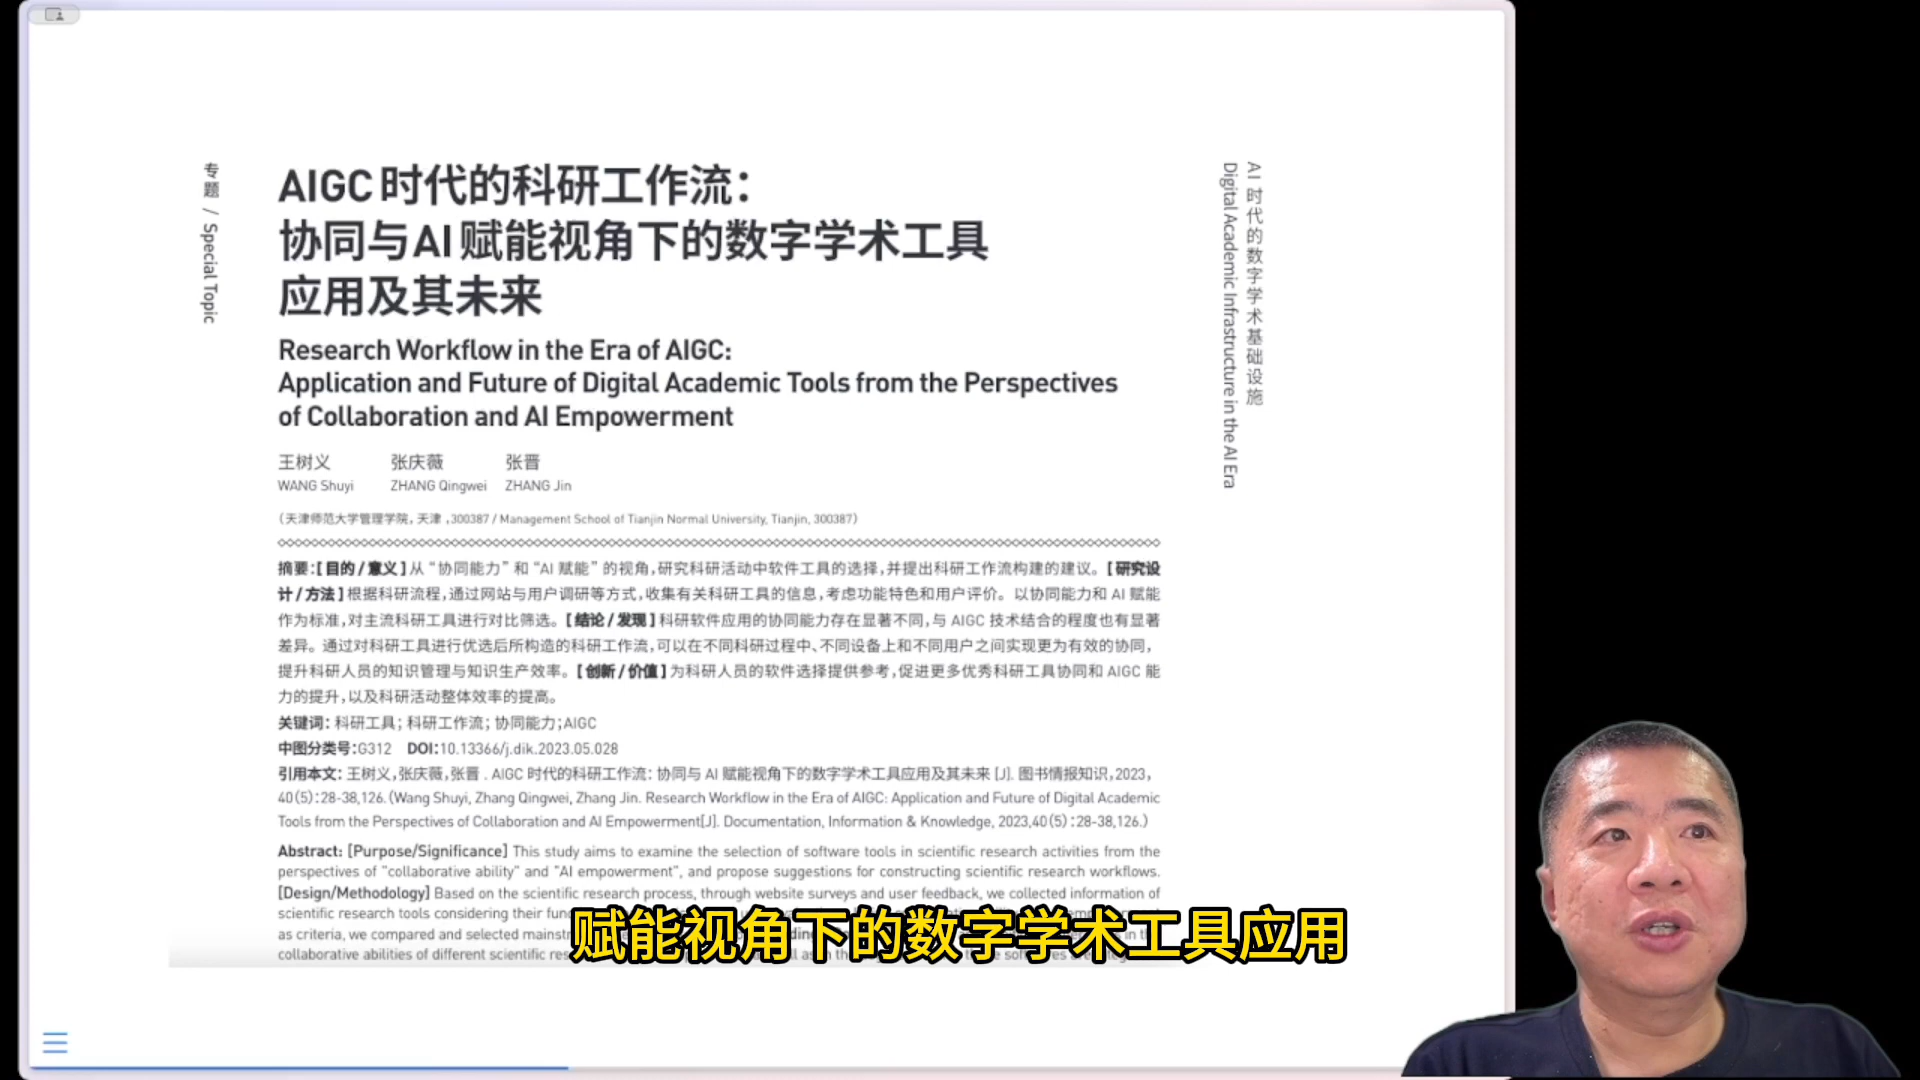 专题 / Special Topic
AI 时代的数字学术基础设施
Digital Academic Infrastructure in the AI Era
AIGC时代的科研工作流：
协同与AI赋能视角下的数字学术工具
应用及其未来
Research Workflow in the Era of AIGC:
Application and Future of Digital Academic Tools from the Perspectives
of Collaboration and AI Empowerment
王树义 张庆薇 张晋
WANG Shuyi ZHANG Qingwei ZHANG Jin
（天津师范大学管理学院，天津，300387 / Management School of Tianjin Normal University, Tianjin, 300387）
摘要：[目的/意义]从“协同能力”和“AI 赋能”的视角，研究科研活动中软件工具的选择，并提出科研工作流构建的建议。[研究设
计/方法]根据科研流程，通过网站与用户调研等方式，收集有关科研工具的信息，考虑功能特色和用户评价。以协同能力和 AI 赋能
作为标准，对主流科研工具进行对比筛选。[结论/发现]科研软件应用的协同能力存在显著不同，与 AIGC 技术结合的程度也有显著
差异。通过对科研工具进行优选后所构造的科研工作流，可以在不同科研过程中、不同设备上和不同用户之间实现更为有效的协同，
提升科研人员的知识管理与知识生产效率。[创新/价值]为科研人员的软件选择提供参考，促进更多优秀科研工具协同和 AIGC 能
力的提升，以及科研活动整体效率的提高。
关键词：科研工具；科研工作流；协同能力；AIGC
中图分类号：G312 DOI：10.13366/j.dik.2023.05.028
引用本文：王树义，张庆薇，张晋．AIGC 时代的科研工作流：协同与 AI 赋能视角下的数字学术工具应用及其未来 [J]. 图书情报知识，2023，
40（5）：28-38,126.（Wang Shuyi, Zhang Qingwei, Zhang Jin. Research Workflow in the Era of AIGC: Application and Future of Digital Academic
Tools from the Perspectives of Collaboration and AI Empowerment[J]. Documentation, Information & Knowledge, 2023,40（5）：28-38,126.）
Abstract: [Purpose/Significance] This study aims to examine the selection of software tools in scientific research activities from the
perspectives of "collaborative ability" and "AI empowerment", and propose suggestions for constructing scientific research workflows.
[Design/Methodology] Based on the scientific research process, through website surveys and user feedback, we collected information of
scientific research tools considering their
as criteria, we compared and selected
collaborative abilities of different scientific
赋能视角下的数字学术工具应用